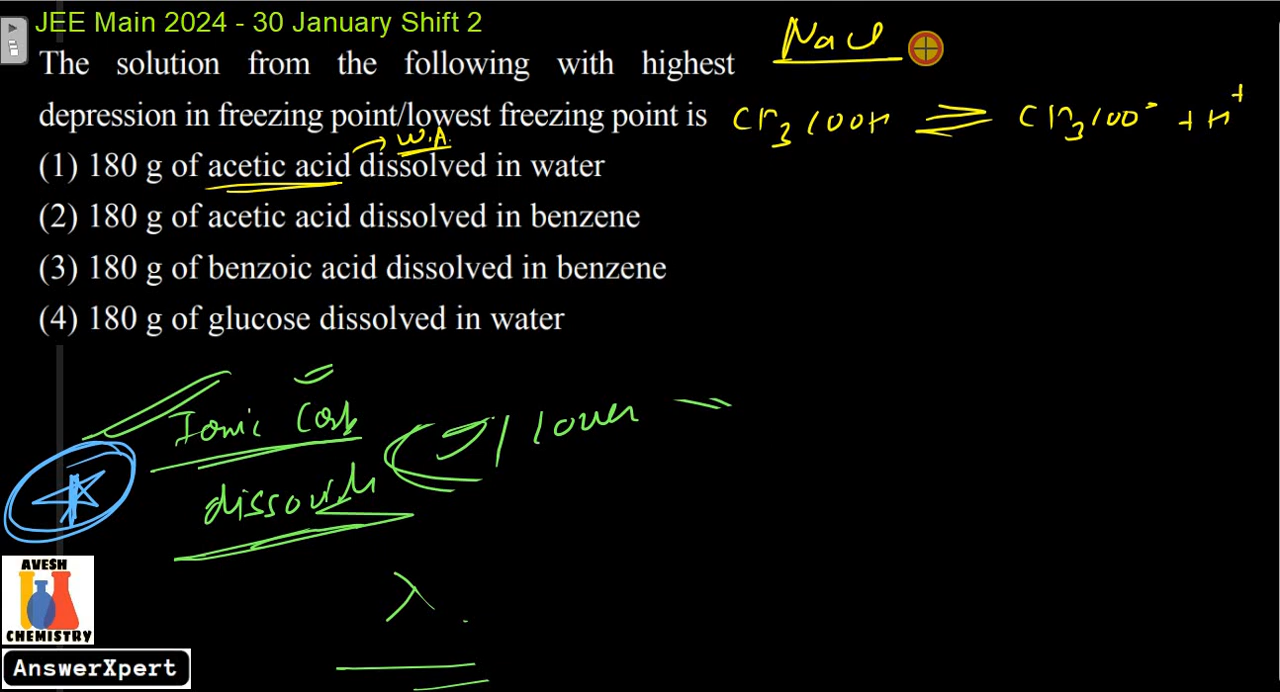 JEE Main 2024 - 30 January Shift 2
The solution from the following with highest
depression in freezing point/lowest freezing point is
(1) 180 g of acetic acid dissolved in water
(2) 180 g of acetic acid dissolved in benzene
(3) 180 g of benzoic acid dissolved in benzene
(4) 180 g of glucose dissolved in water
NaCl
CH3COOH ⇌ CH3COO- + H+
W.A.
Ionic
lower
AVESH
CHEMISTRY
AnswerXpert